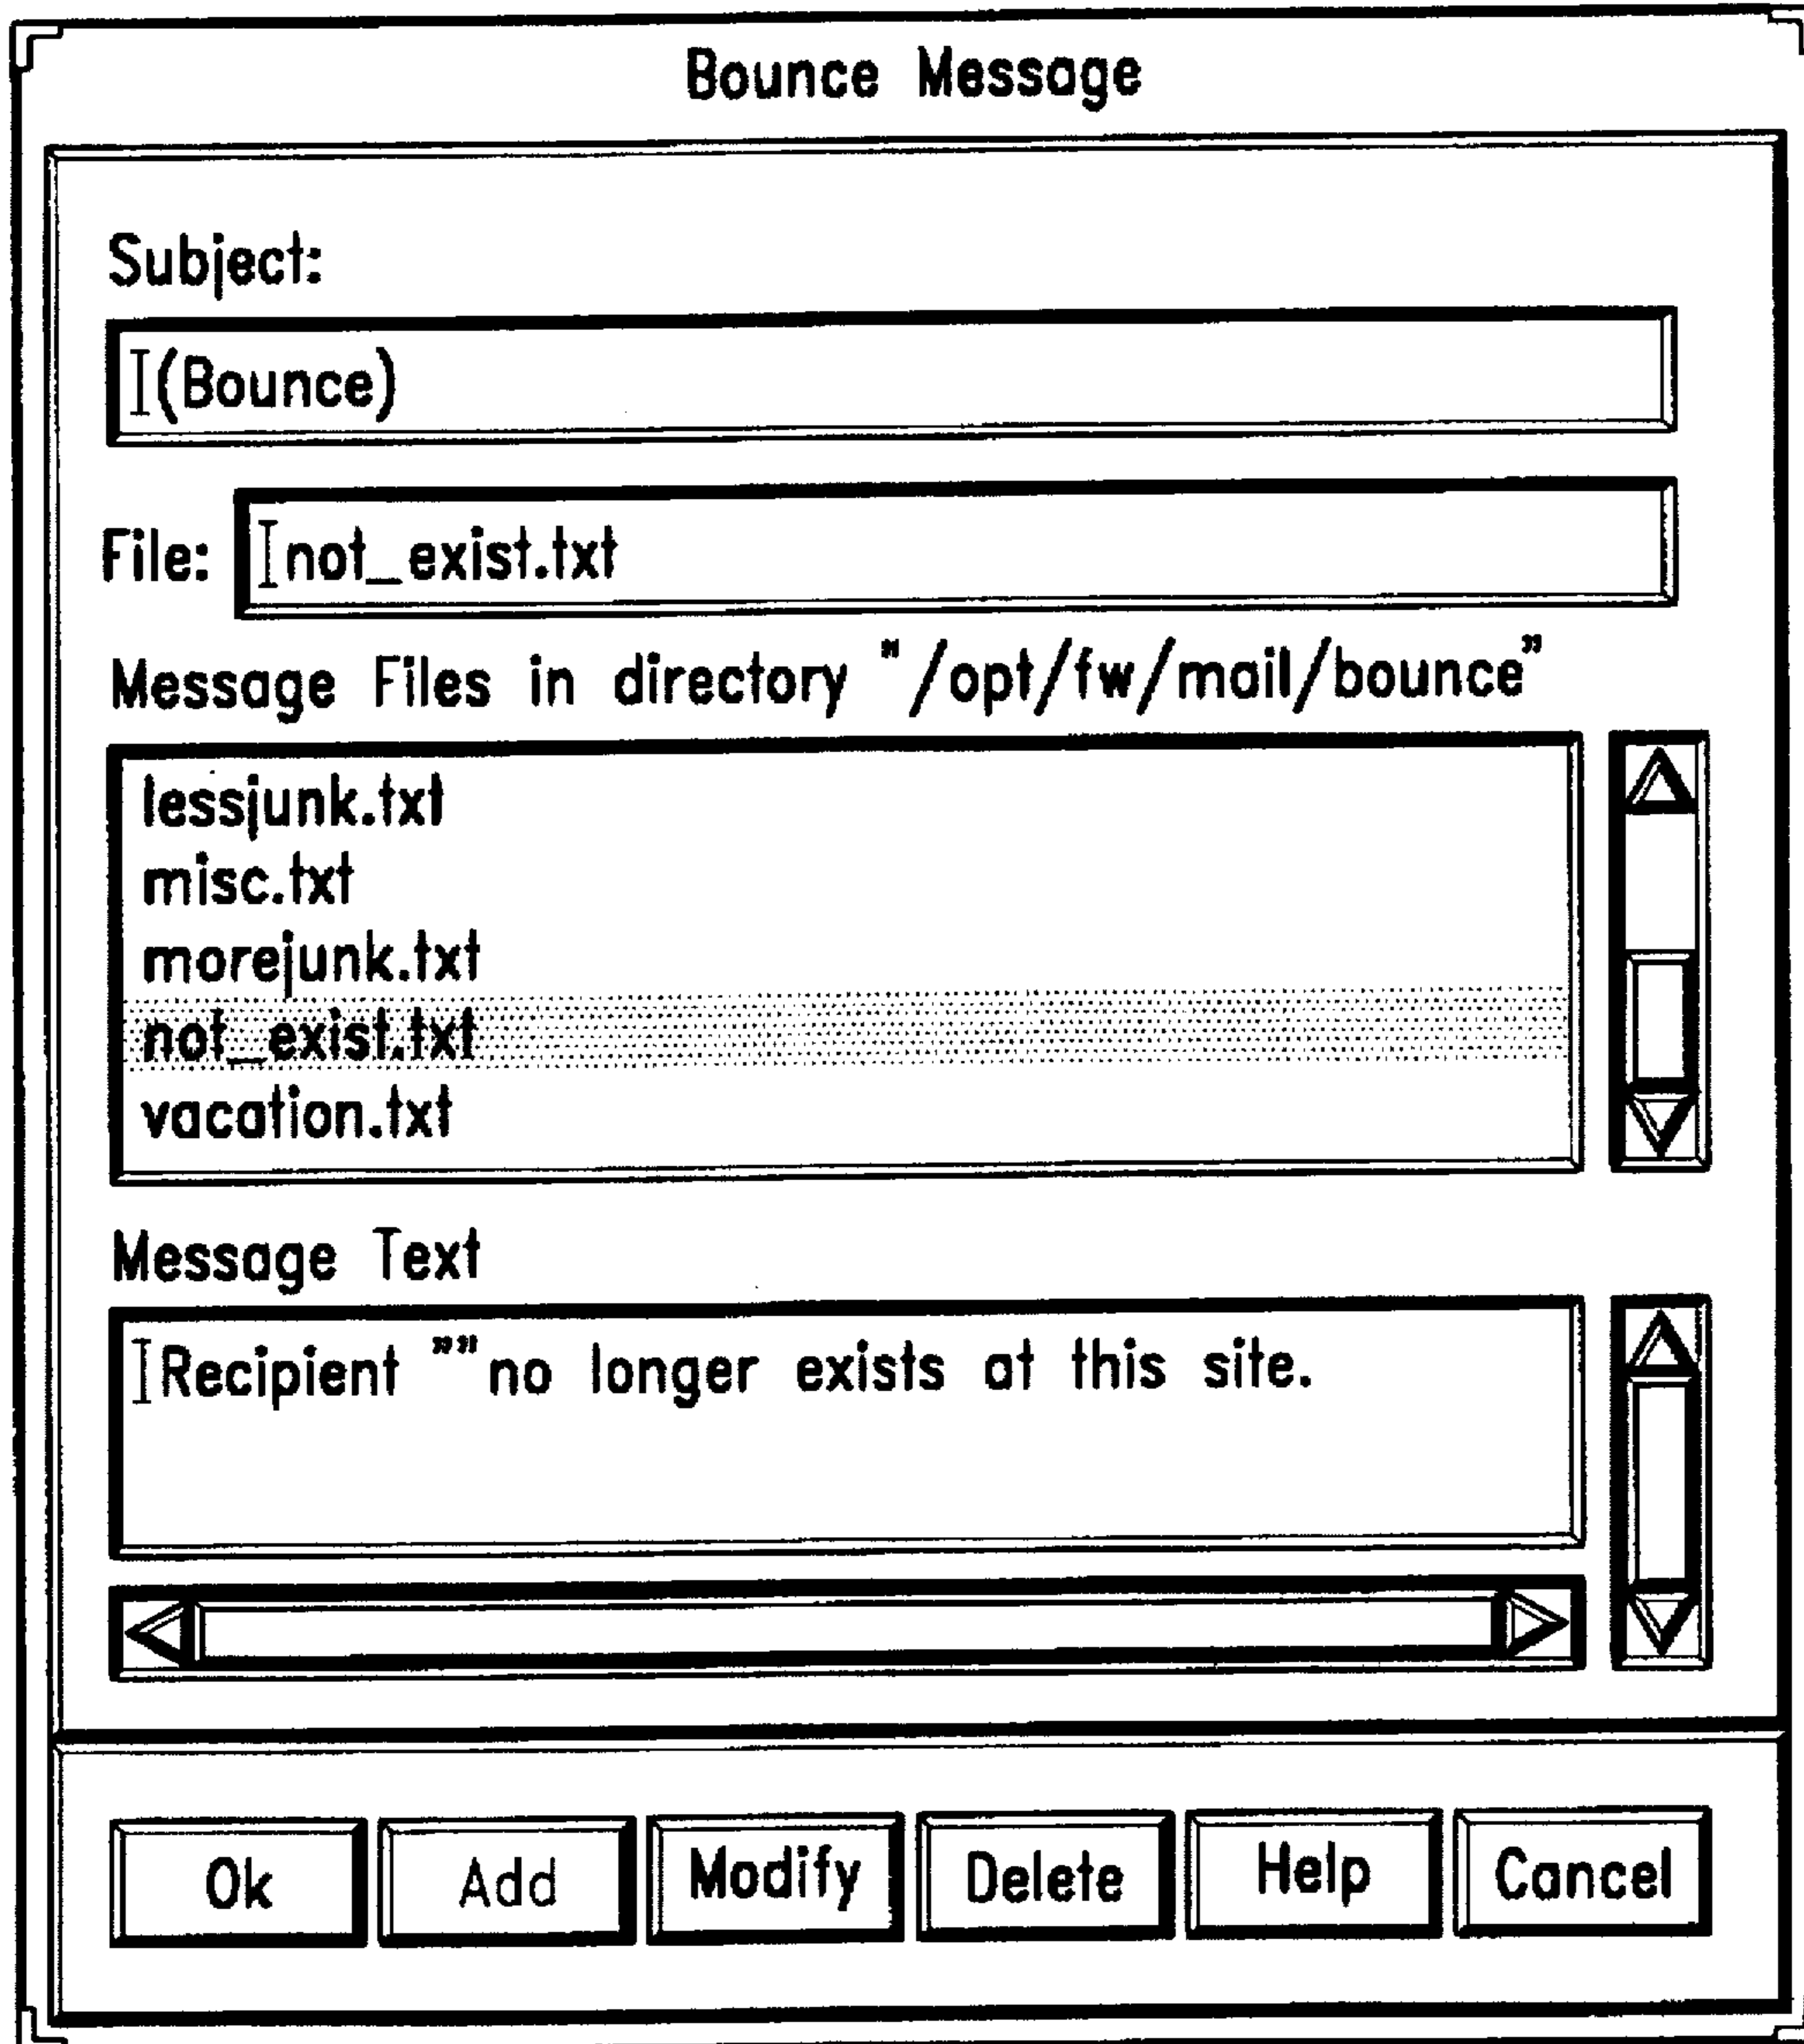 Bounce Message
Subject:
(Bounce)
File: not_exist.txt
Message Files in directory "/opt/fw/mail/bounce"
lessjunk.txt
misc.txt
morejunk.txt
not_exist.txt
vacation.txt
Message Text
Recipient "" no longer exists at this site.
Ok Add Modify Delete Help Cancel